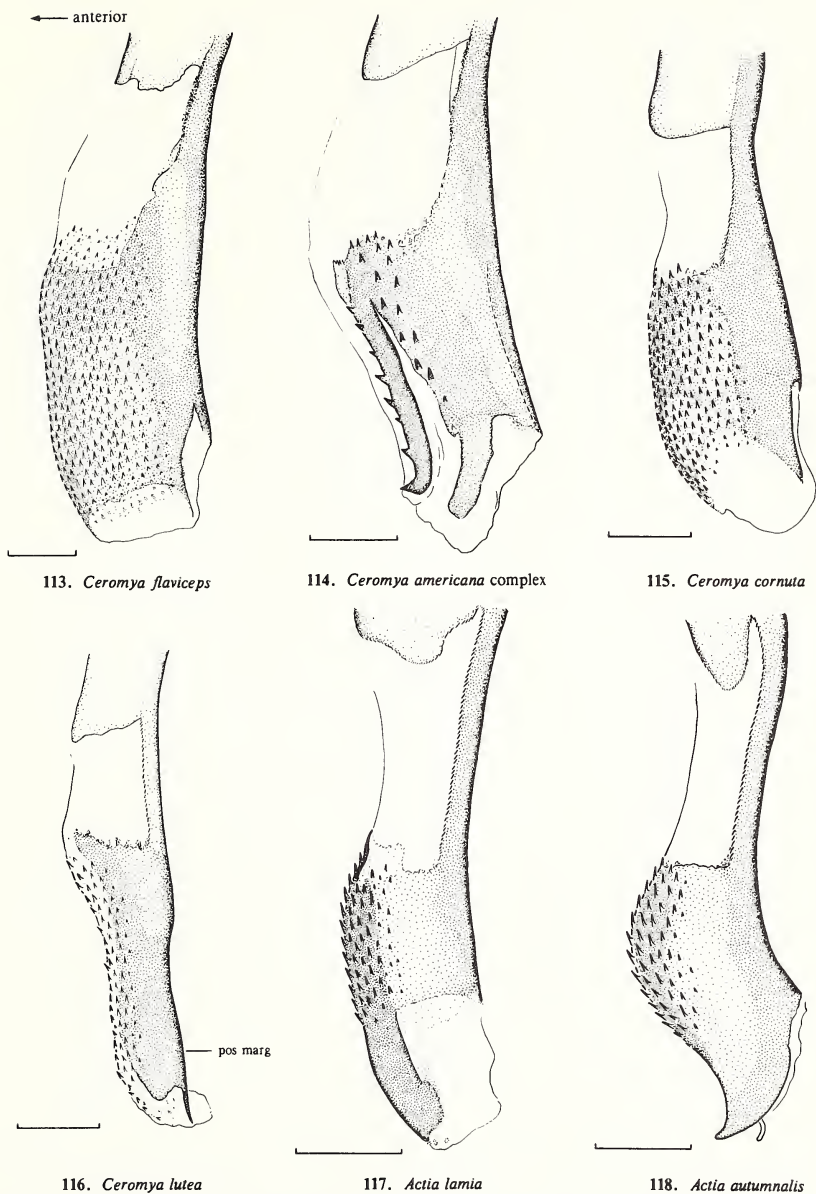 anterior
113. Ceromya flaviceps
114. Ceromya americana complex
115. Ceromya cornuta
pos marg
116. Ceromya lutea
117. Actia lamia
118. Actia autumnalis